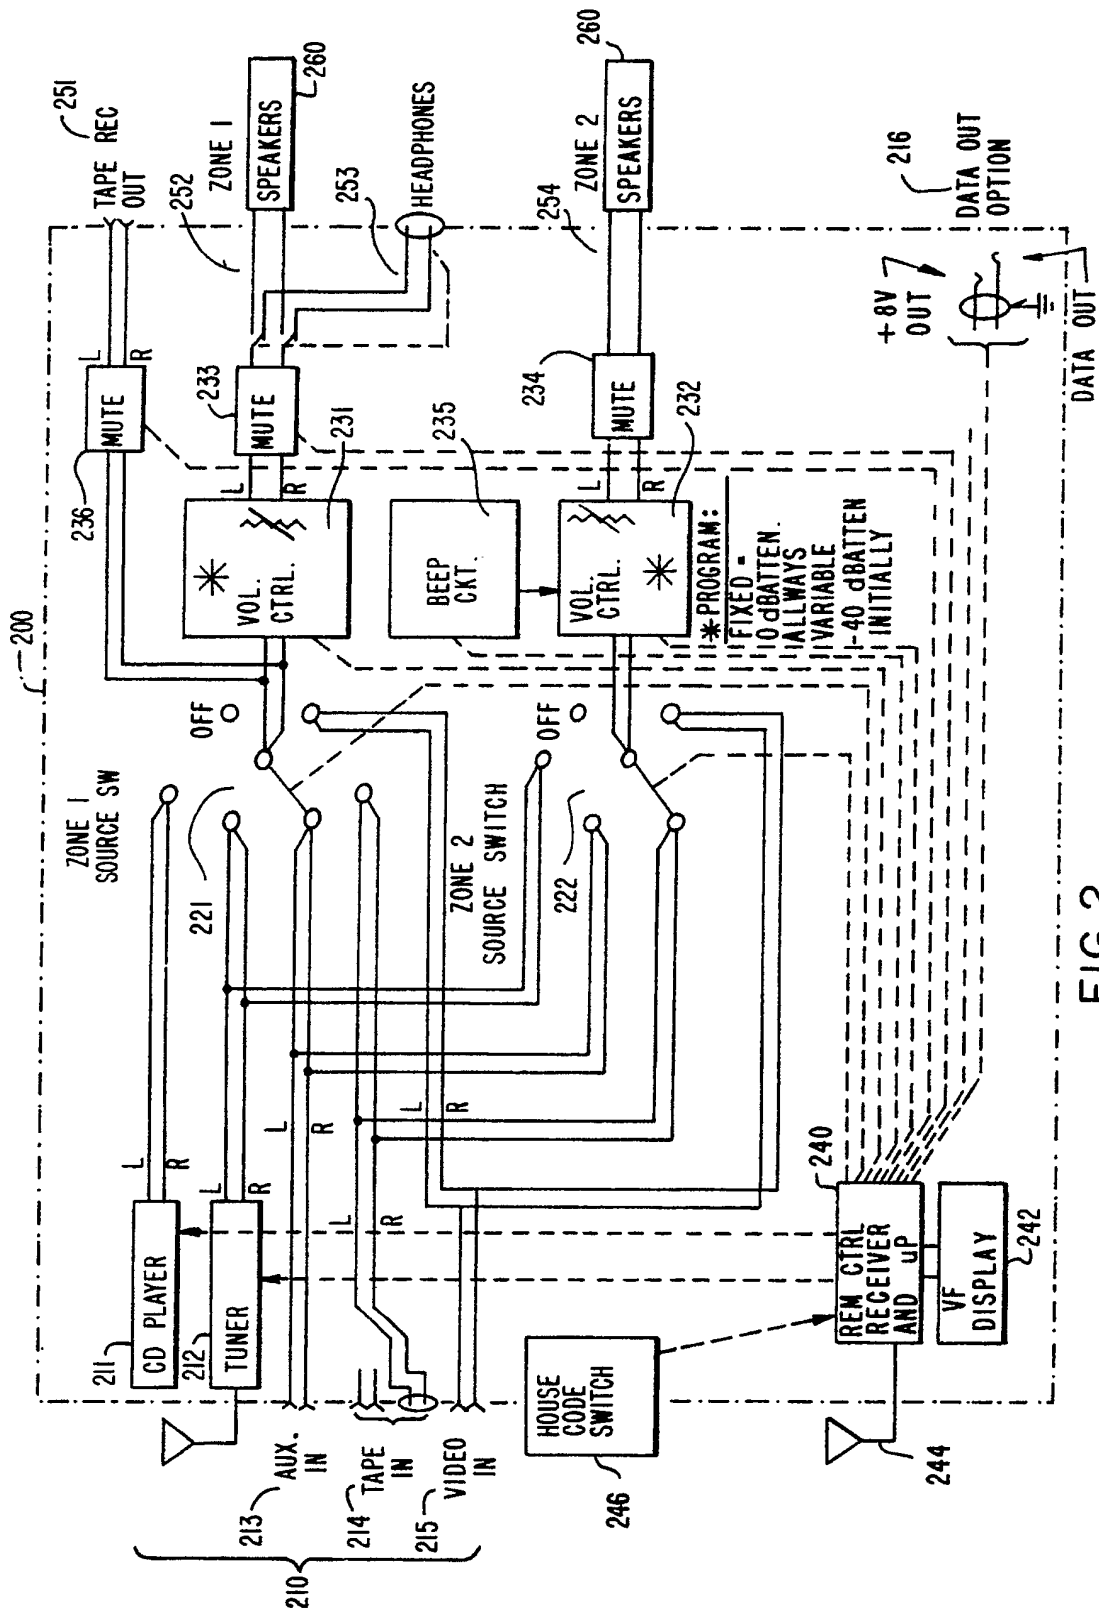 200
210
211
CD PLAYER
L
R
212
TUNER
L
R
213
AUX.
IN
L
R
214
TAPE
IN
L
R
215
VIDEO
IN
L
R
ZONE 1
SOURCE SW
221
OFF
ZONE 2
SOURCE SWITCH
222
OFF
236
MUTE
L
R
TAPE REC
OUT
251
*
VOL.
CTRL.
231
L
R
MUTE
233
252
ZONE 1
SPEAKERS
260
253
HEADPHONES
BEEP
CKT.
235
VOL.
CTRL.
*
232
L
R
MUTE
234
254
ZONE 2
SPEAKERS
260
*PROGRAM:
FIXED -
10 dBATTEN.
ALLWAYS
VARIABLE
-40 dBATTEN
INITIALLY
HOUSE
CODE
SWITCH
246
REM CTRL
RECEIVER
AND uP
240
VF
DISPLAY
242
244
+8V
OUT
DATA OUT
216
DATA OUT
OPTION